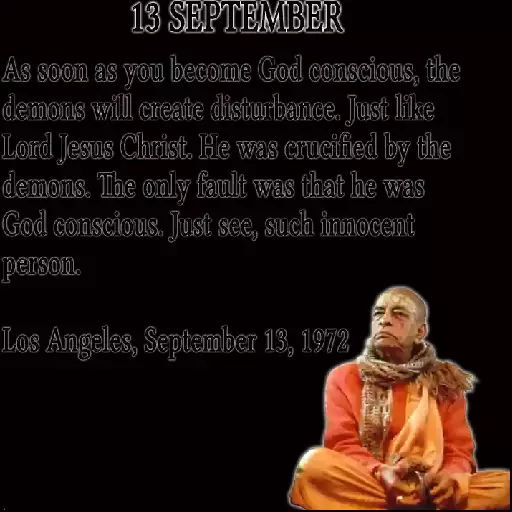 13 SEPTEMBER
As soon as you become God conscious, the
demons will create disturbance. Just like
Lord Jesus Christ. He was crucified by the
demons. The only fault was that he was
God conscious. Just see, such innocent
person.
Los Angeles, September 13, 1972